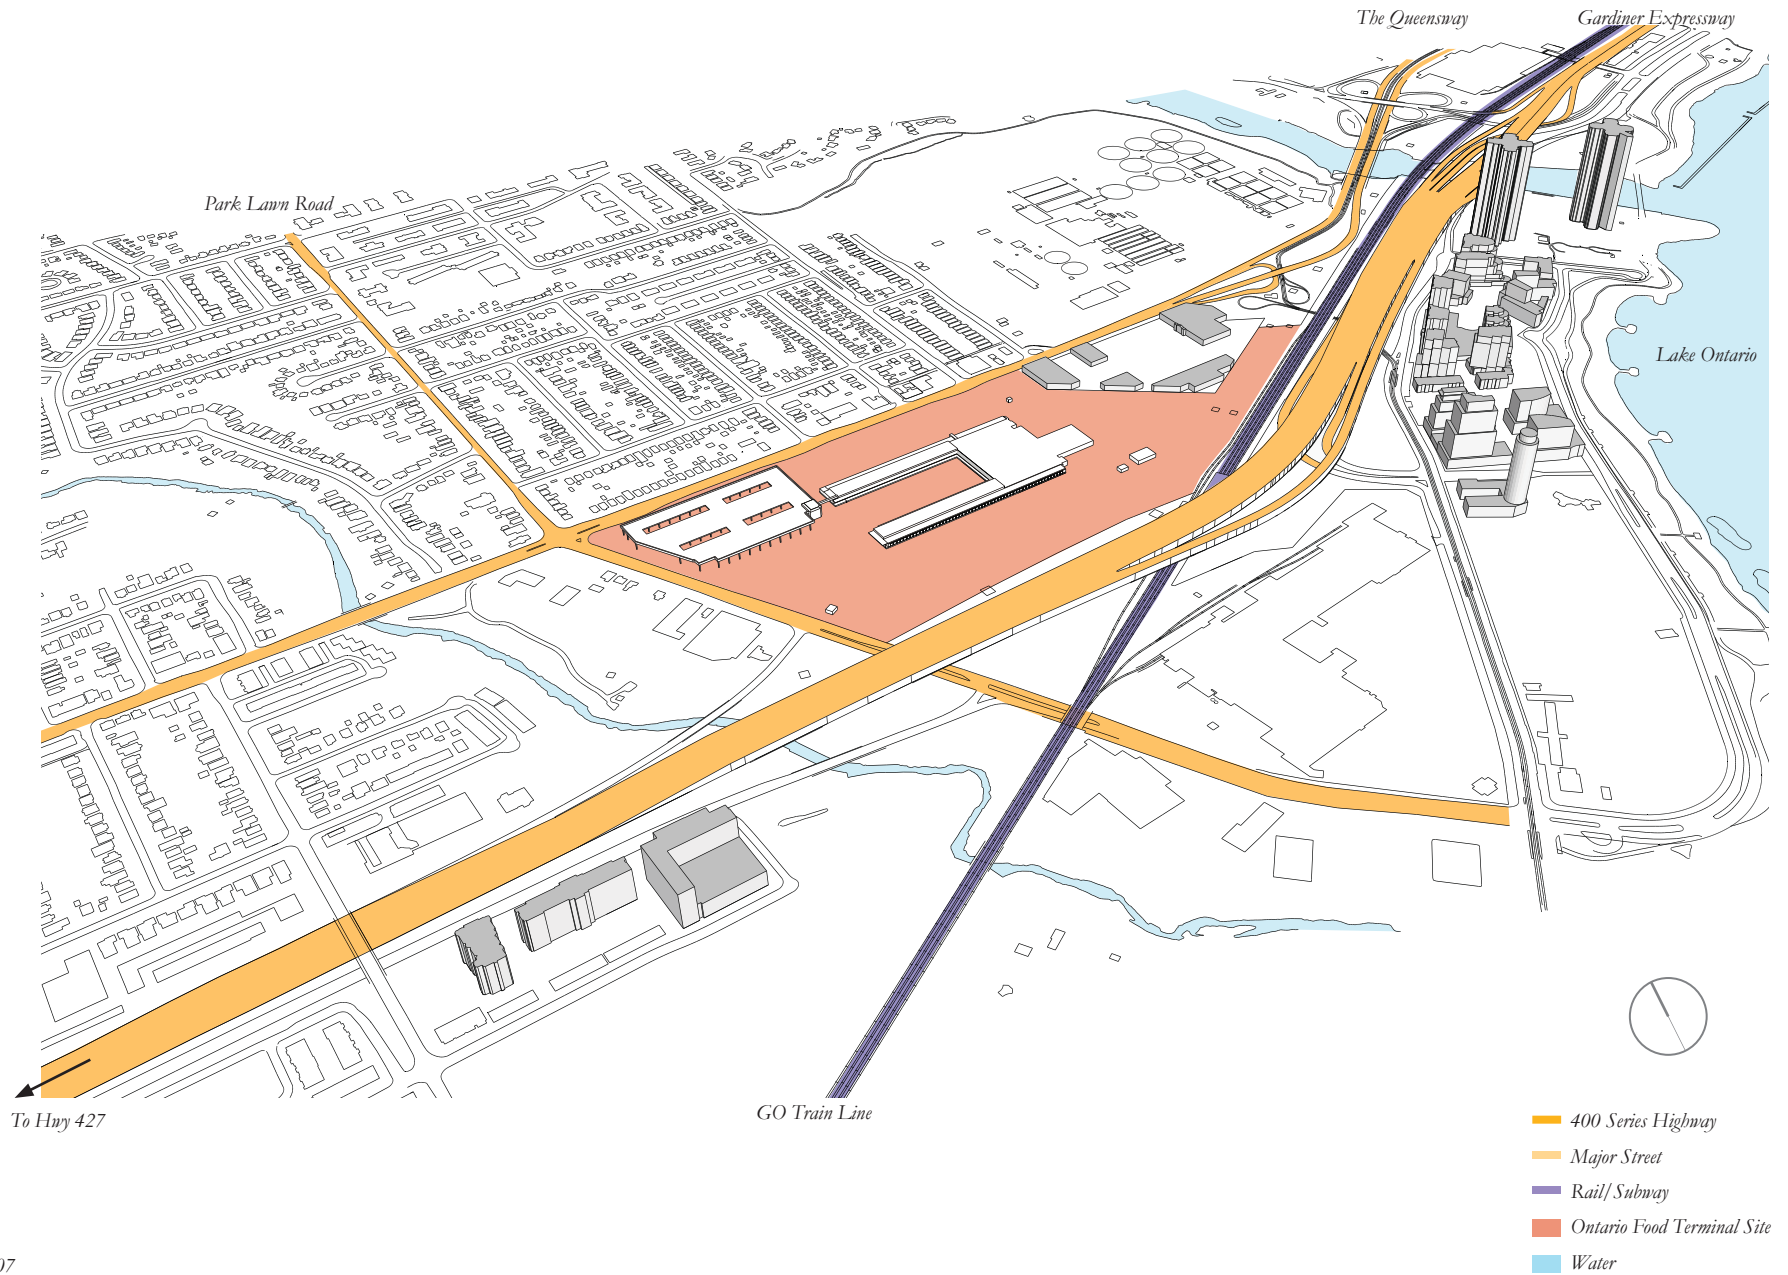 The Queensway
Gardiner Expressway
Park Lawn Road
Lake Ontario
To Hwy 427
GO Train Line
400 Series Highway
Major Street
Rail/Subway
Ontario Food Terminal Site
Water
07